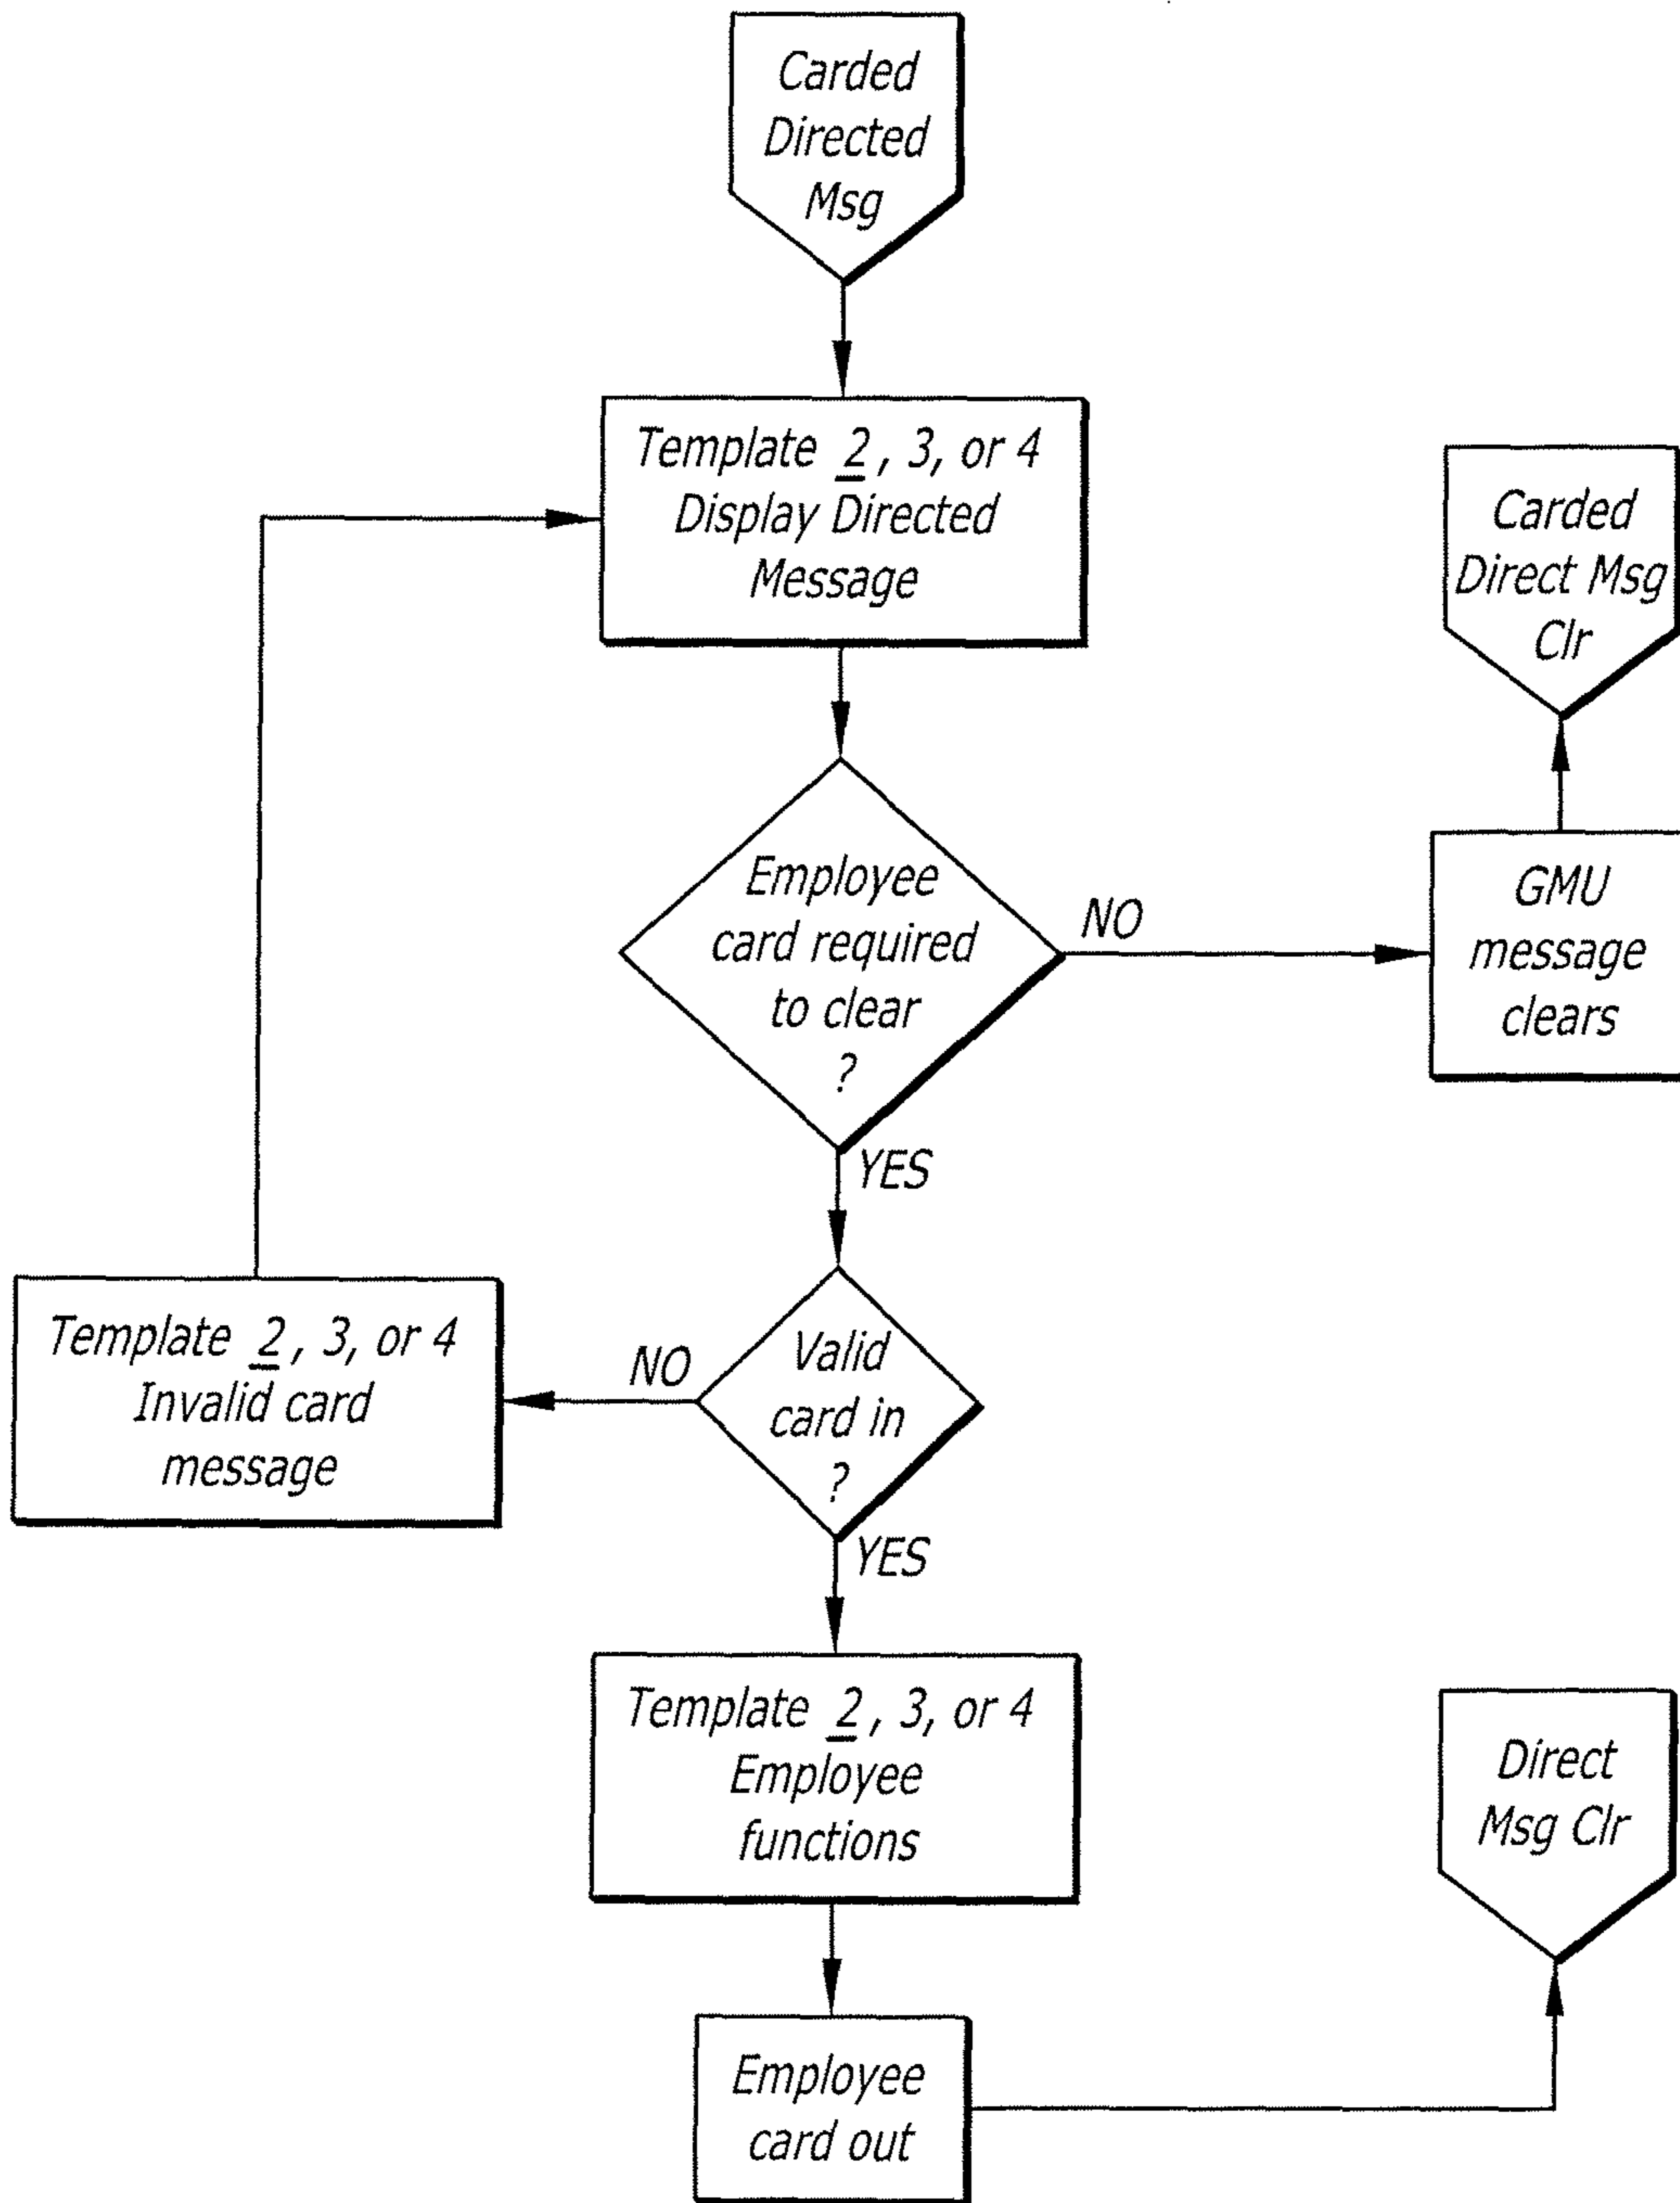 Carded
Directed
Msg
Template 2, 3, or 4
Display Directed
Message
Carded
Direct Msg
Clr
Employee
card required
to clear
?
NO
GMU
message
clears
YES
Template 2, 3, or 4
Invalid card
message
NO
Valid
card in
?
YES
Template 2, 3, or 4
Employee
functions
Direct
Msg Clr
Employee
card out